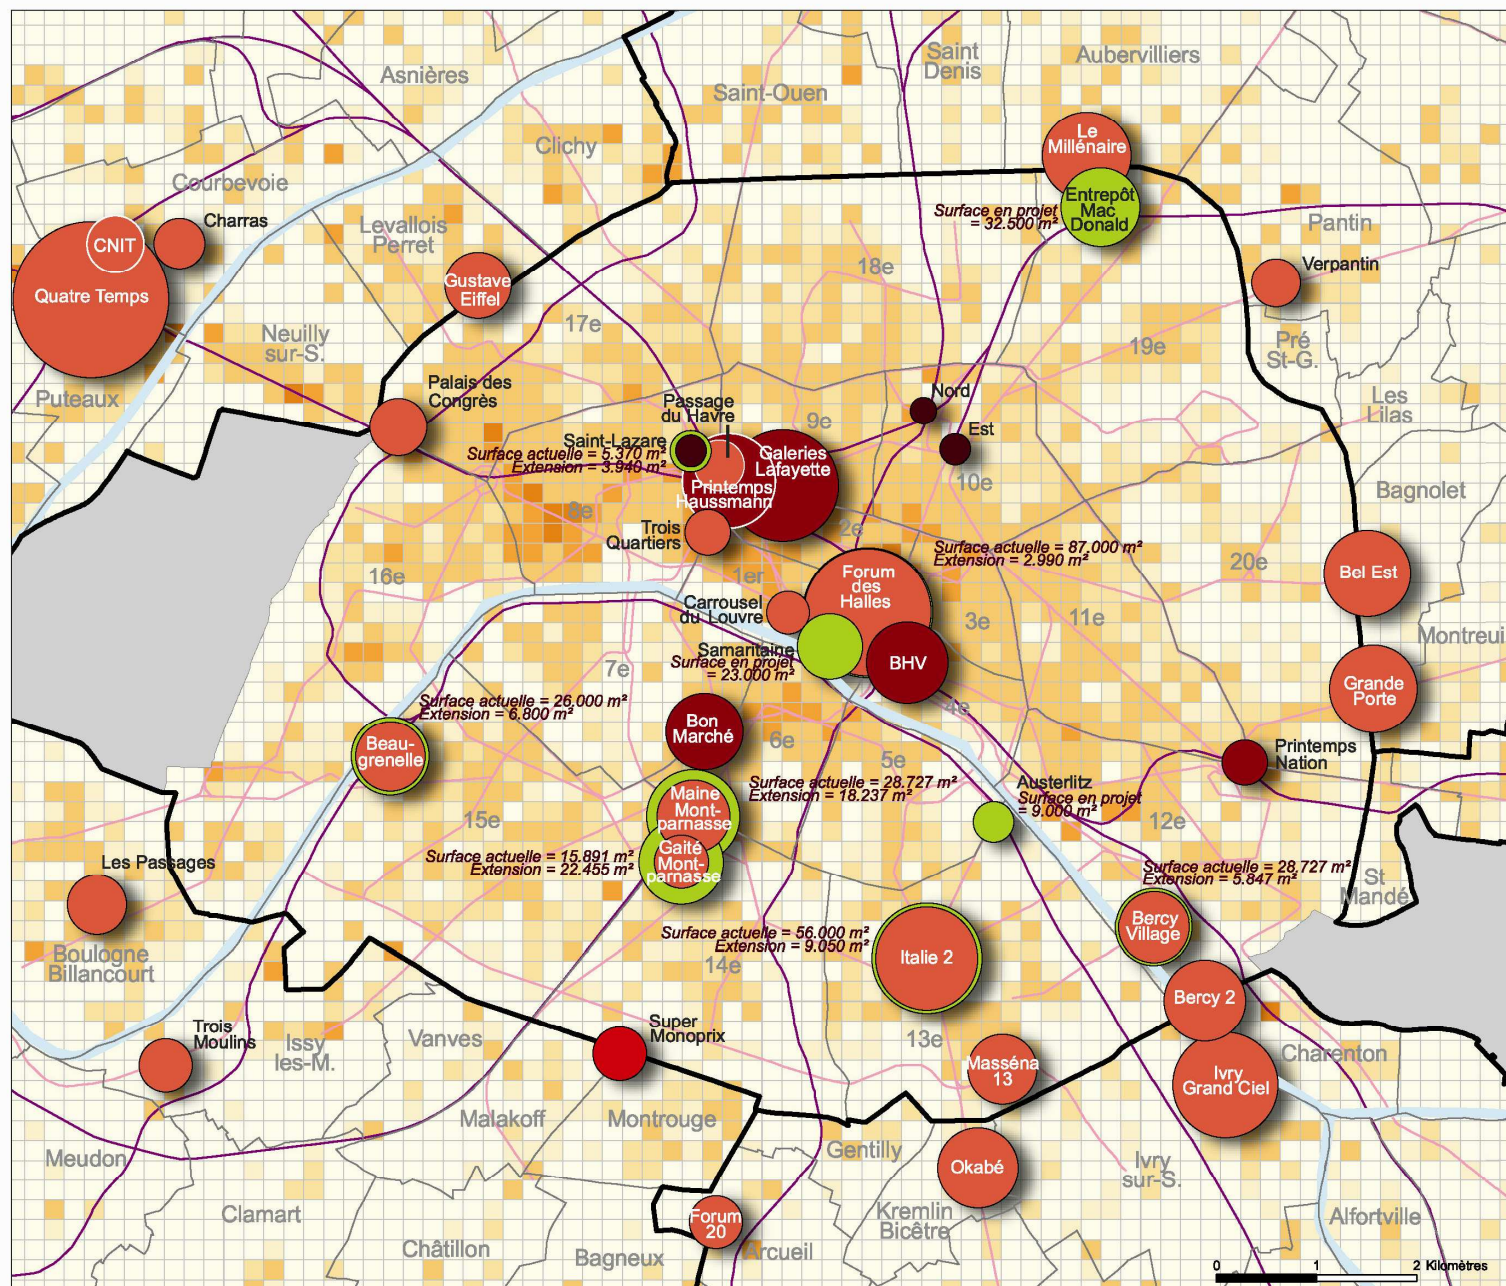 Saint
Denis
Aubervilliers
Asnières
Saint-Ouen
Clichy
Le
Millénaire
Courbevoie
Charras
CNIT
Quatre Temps
Levallois
Perret
Entrepôt
Mac
Donald
Surface en projet
= 32.500 m²
Pantin
Verpantin
Gustave
Eiffel
18e
17e
Neuilly
sur-S.
19e
Pré
St-G.
Puteaux
Palais des
Congrès
Les
Lilas
Passage
du Havre
9e
Nord
Est
Saint-Lazare
Surface actuelle = 5.370 m²
Extension = 3.940 m²
Galeries
Lafayette
Printemps
Haussmann
10e
Bagnolet
8e
Trois
Quartiers
2e
Surface actuelle = 87.000 m²
Extension = 2.990 m²
16e
1er
Forum
des
Halles
20e
Bel Est
Carrousel
du Louvre
3e
11e
Montreui
Samaritaine
Surface en projet
= 23.000 m²
BHV
7e
Grande
Porte
Surface actuelle = 26.000 m²
Extension = 6.800 m²
4e
Bon
Marché
6e
5e
Beau-
grenelle
Printemps
Nation
Surface actuelle = 28.727 m²
Extension = 18.237 m²
Maine
Mont-
parnasse
Austerlitz
Surface en projet
= 9.000 m²
15e
12e
Gaité
Mont-
parnasse
Surface actuelle = 15.891 m²
Extension = 22.455 m²
Les Passages
Surface actuelle = 28.727 m²
Extension = 5.847 m²
St
Mandé
Bercy
Village
Surface actuelle = 56.000 m²
Extension = 9.050 m²
Italie 2
14e
Boulogne
Billancourt
Bercy 2
Trois
Moulins
Issy
les-M.
Vanves
Super
Monoprix
13e
Masséna
13
Charenton
Ivry
Grand Ciel
Malakoff
Montrouge
Meudon
Gentilly
Okabé
Ivry
sur-S.
Clamart
Forum
20
Kremlin
Bicêtre
Alfortville
Châtillon
Bagneux
Arcueil
0 1 2 Kilomètres